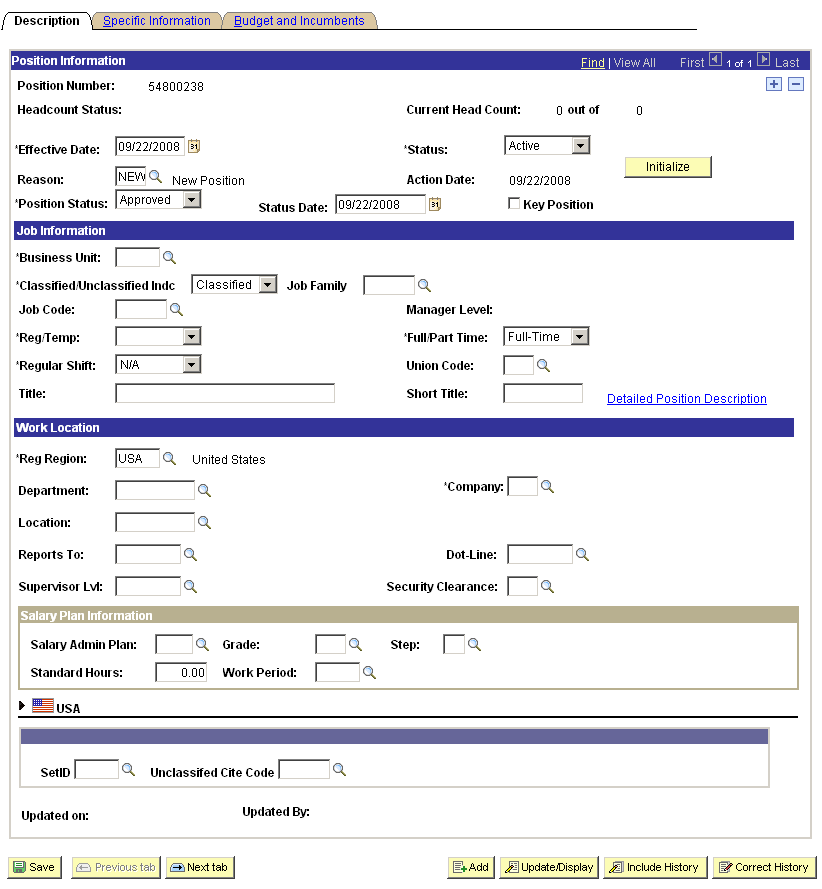 Description Specific Information Budget and Incumbents
Position Information Find | View All First 1 of 1 Last
Position Number: 54800238
Headcount Status: Current Head Count: 0 out of 0
*Effective Date: 09/22/2008 31 *Status: Active
Initialize
Reason: NEW New Position Action Date: 09/22/2008
*Position Status: Approved Status Date: 09/22/2008 31 Key Position
Job Information
*Business Unit:
*Classified/Unclassified Indc Classified Job Family
Job Code: Manager Level:
*Reg/Temp: *Full/Part Time: Full-Time
*Regular Shift: N/A Union Code:
Title: Short Title: Detailed Position Description
Work Location
*Reg Region: USA United States
Department: *Company:
Location:
Reports To: Dot-Line:
Supervisor Lvl: Security Clearance:
Salary Plan Information
Salary Admin Plan: Grade: Step:
Standard Hours: 0.00 Work Period:
USA
SetID Unclassifed Cite Code
Updated on: Updated By:
Save Previous tab Next tab Add Update/Display Include History Correct History